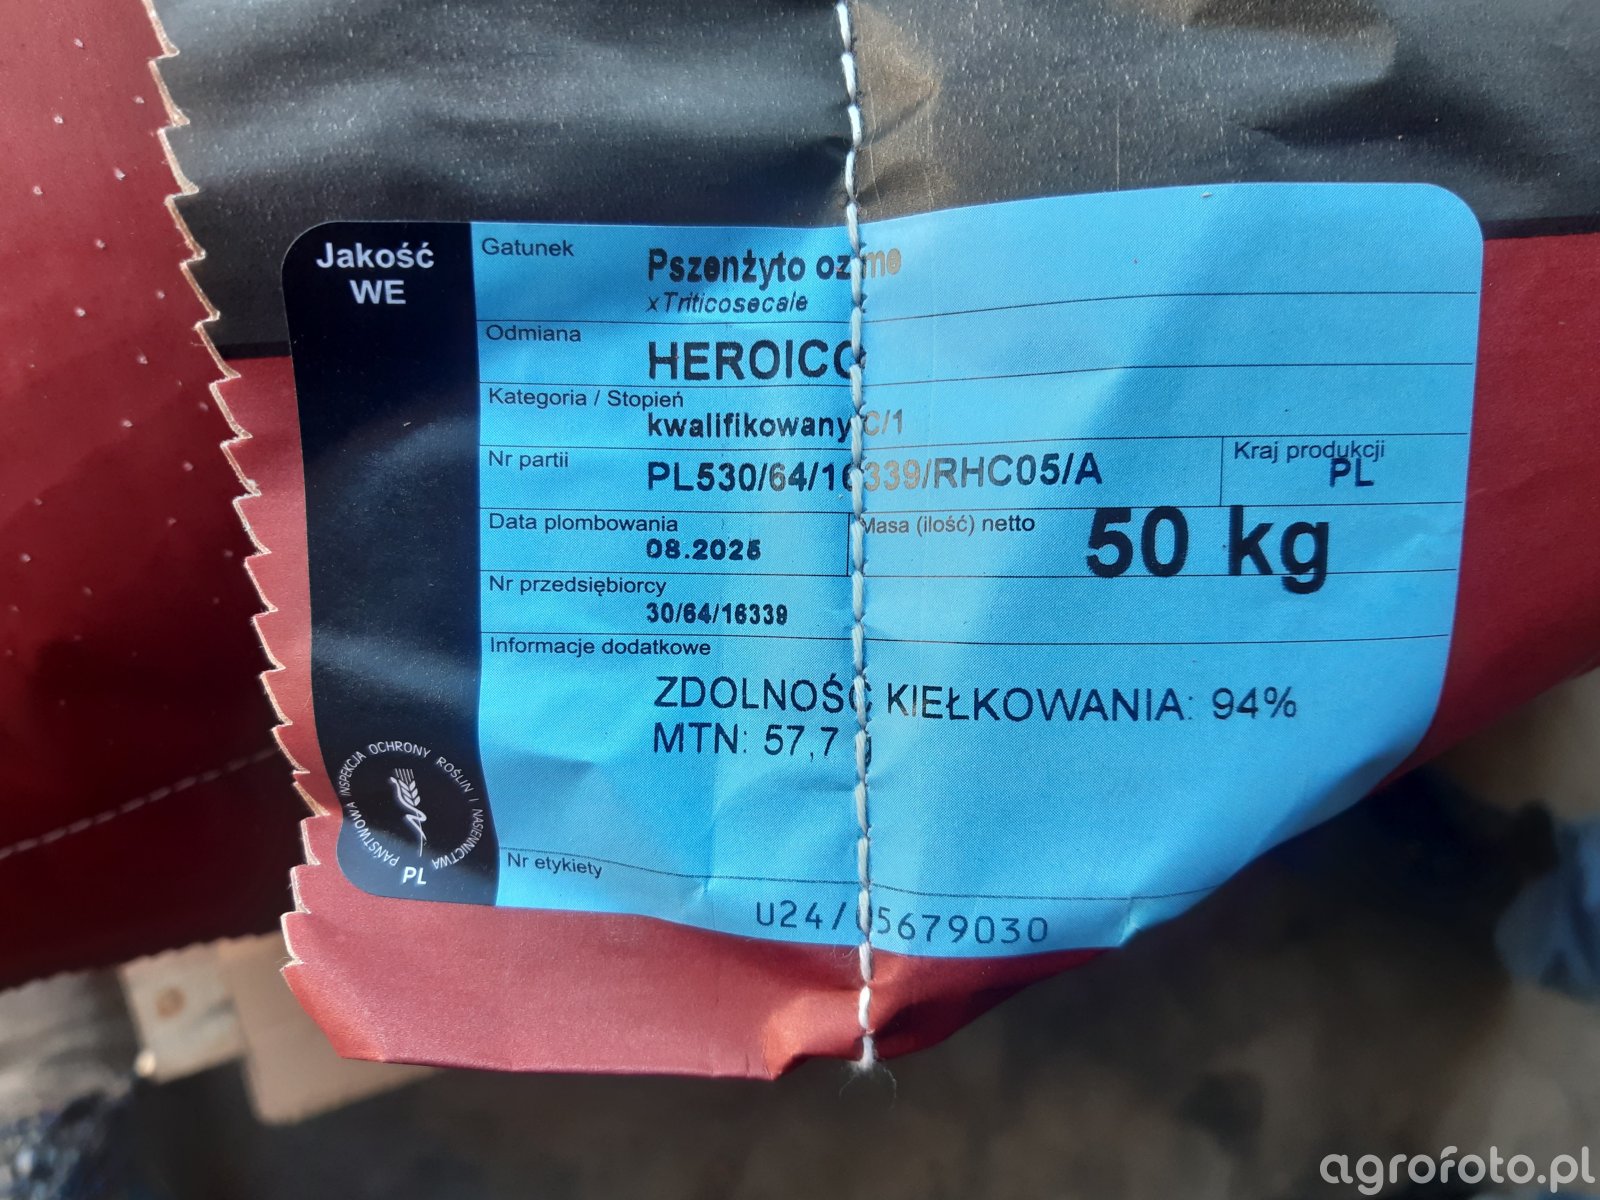 Jakość
WE
Gatunek
Pszenżyto ozime
xTriticosecale
Odmiana
HEROICO
Kategoria / Stopień
kwalifikowany C/1
Nr partii
PL530/64/16339/RHC05/A
Kraj produkcji
PL
Data plombowania
08.2025
Masa (ilość) netto
50 kg
Nr przedsiębiorcy
30/64/16339
Informacje dodatkowe
ZDOLNOŚĆ KIEŁKOWANIA: 94%
MTN: 57,7 g
PAŃSTWOWA INSPEKCJA OCHRONY ROŚLIN I NASIENNICTWA
PL
Nr etykiety
U24/05679030
agrofoto.pl